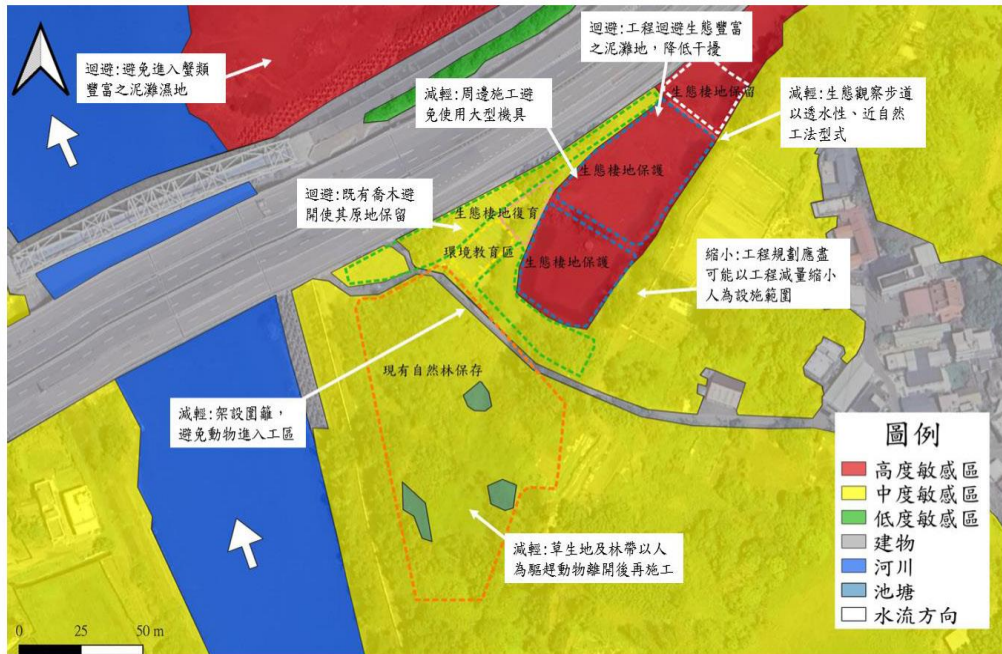 迴避:避免進入蟹類
豐富之泥灘濕地
迴避:工程迴避生態豐富
之泥灘地，降低干擾
減輕:周邊施工避
免使用大型機具
生態棲地保留
減輕:生態觀察步道
以透水性、近自然
工法型式
生態棲地保護
迴避:既有喬木避
開使其原地保留
生態棲地復育
環境教育區
生態棲地保護
縮小:工程規劃應盡
可能以工程減量縮小
人為設施範圍
現有自然林保存
減輕:架設圍籬，
避免動物進入工區
減輕:草生地及林帶以人
為驅趕動物離開後再施工
圖例
高度敏感區
中度敏感區
低度敏感區
建物
河川
池塘
水流方向
0 25 50 m